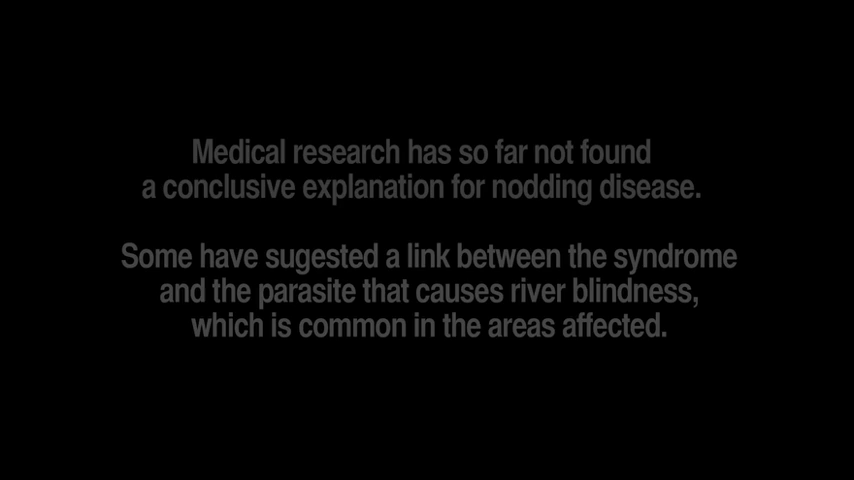 Medical research has so far not found
a conclusive explanation for nodding disease.
Some have sugested a link between the syndrome
and the parasite that causes river blindness,
which is common in the areas affected.